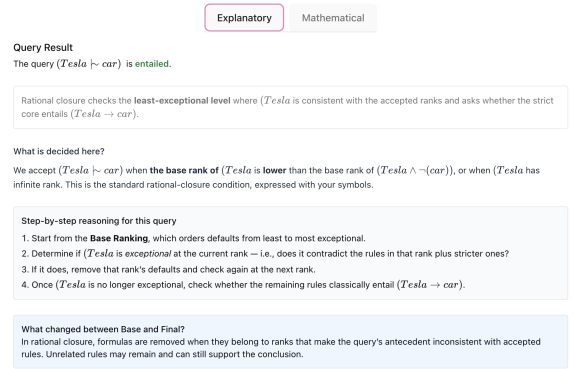 Explanatory Mathematical
Query Result
The query (Tesla |∼ car) is entailed.
Rational closure checks the least-exceptional level where (Tesla is consistent with the accepted ranks and asks whether the strict
core entails (Tesla → car).
What is decided here?
We accept (Tesla |∼ car) when the base rank of (Tesla is lower than the base rank of (Tesla ∧ ¬(car)), or when (Tesla has
infinite rank. This is the standard rational-closure condition, expressed with your symbols.
Step-by-step reasoning for this query
1. Start from the Base Ranking, which orders defaults from least to most exceptional.
2. Determine if (Tesla is exceptional at the current rank — i.e., does it contradict the rules in that rank plus stricter ones?
3. If it does, remove that rank's defaults and check again at the next rank.
4. Once (Tesla is no longer exceptional, check whether the remaining rules classically entail (Tesla → car).
What changed between Base and Final?
In rational closure, formulas are removed when they belong to ranks that make the query's antecedent inconsistent with accepted
rules. Unrelated rules may remain and can still support the conclusion.